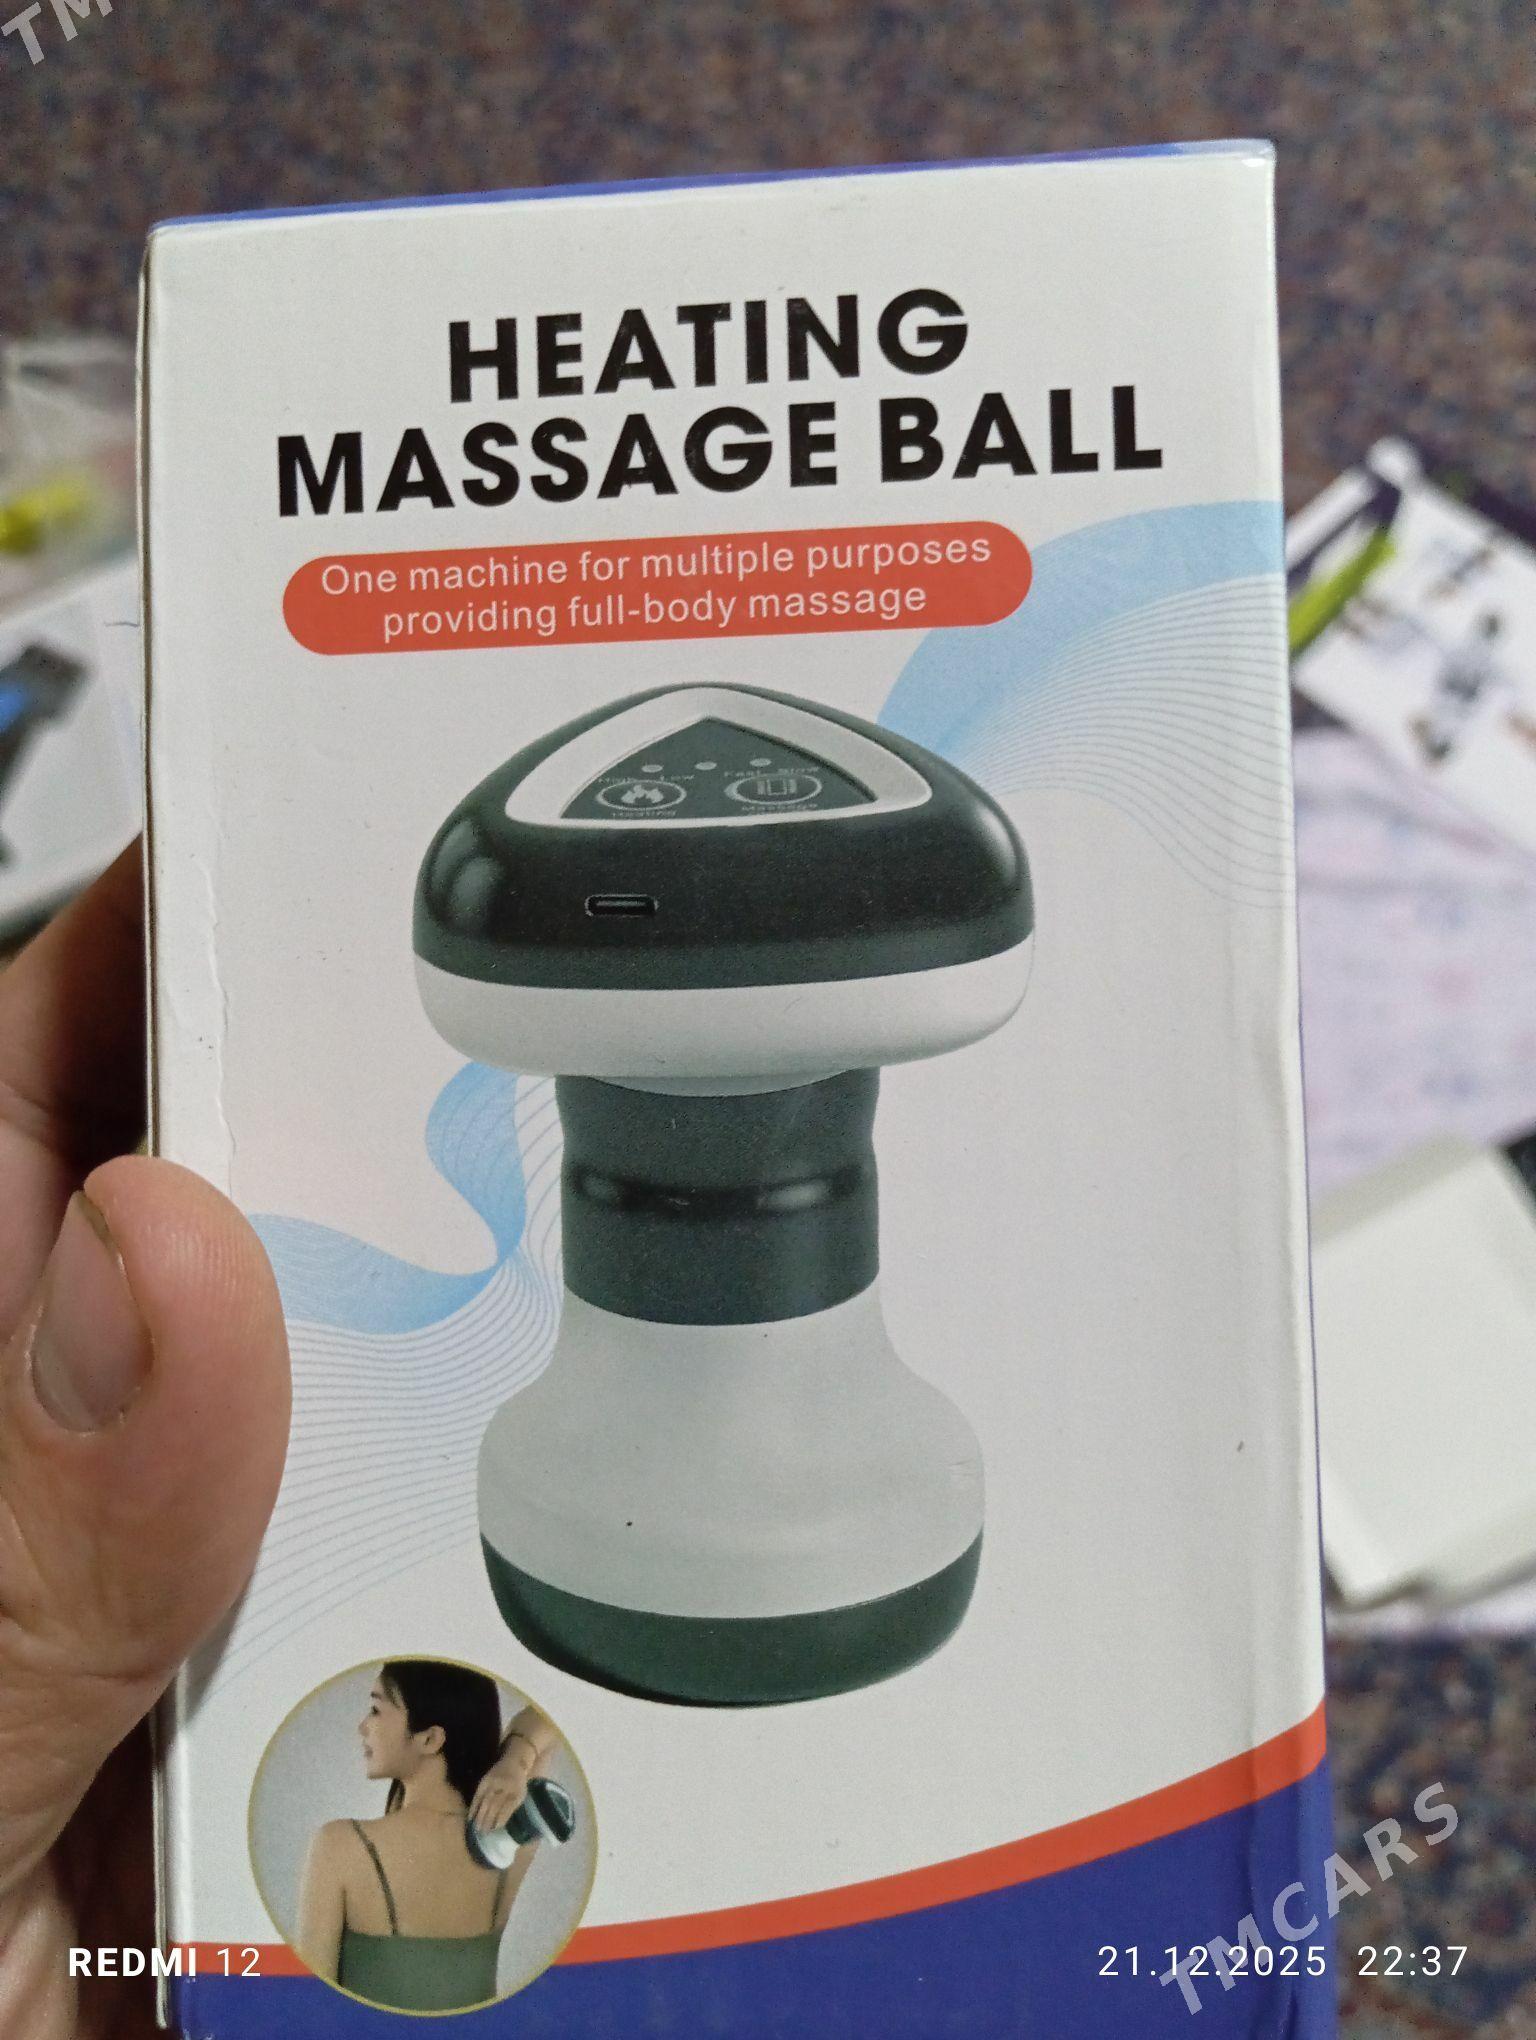 TM
HEATING
MASSAGE BALL
One machine for multiple purposes
providing full-body massage
High Low Fast Slow
Heating Massage
REDMI 12
21.12.2025 22:37
TMCARS